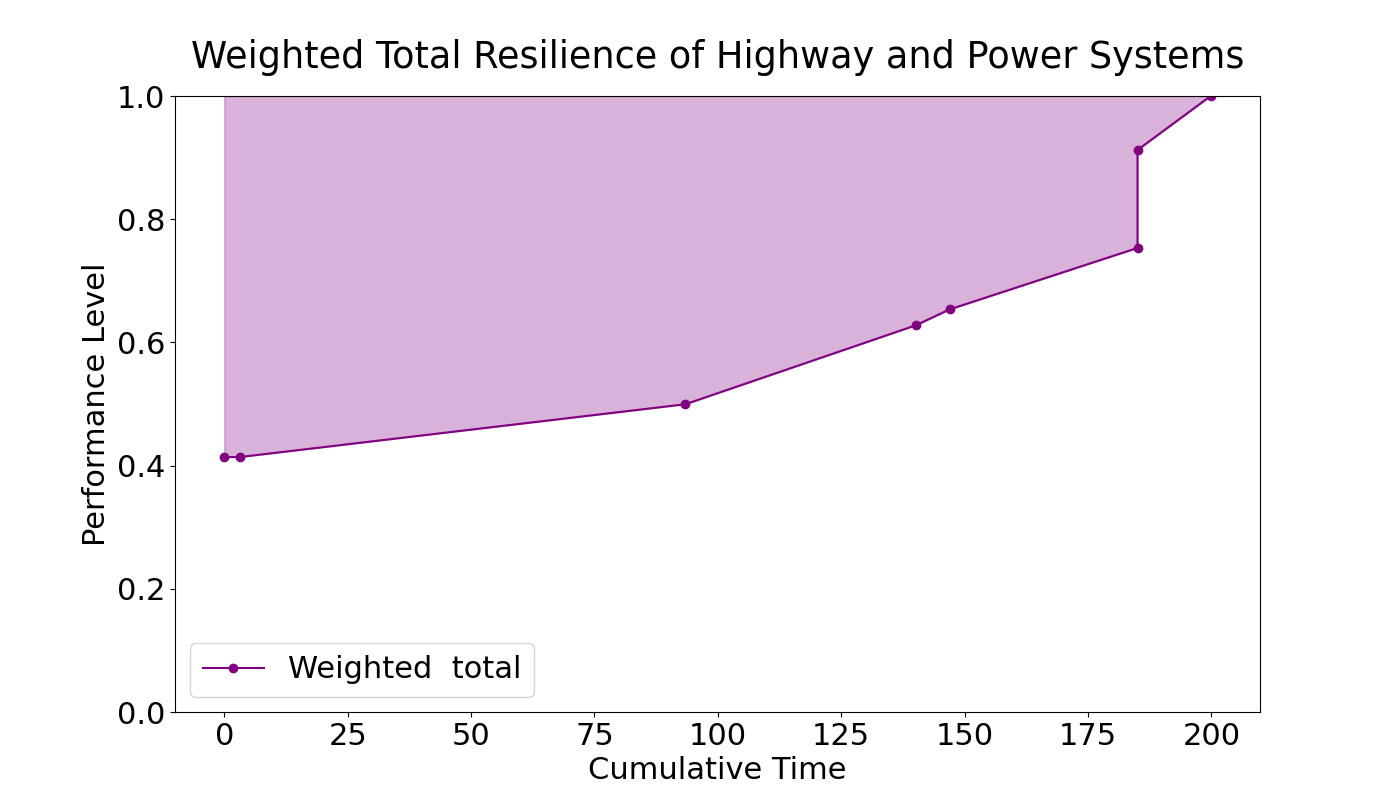 Weighted Total Resilience of Highway and Power Systems
1.0
0.8
0.6
0.4
0.2
0.0
Performance Level
Weighted  total
0 25 50 75 100 125 150 175 200
Cumulative Time